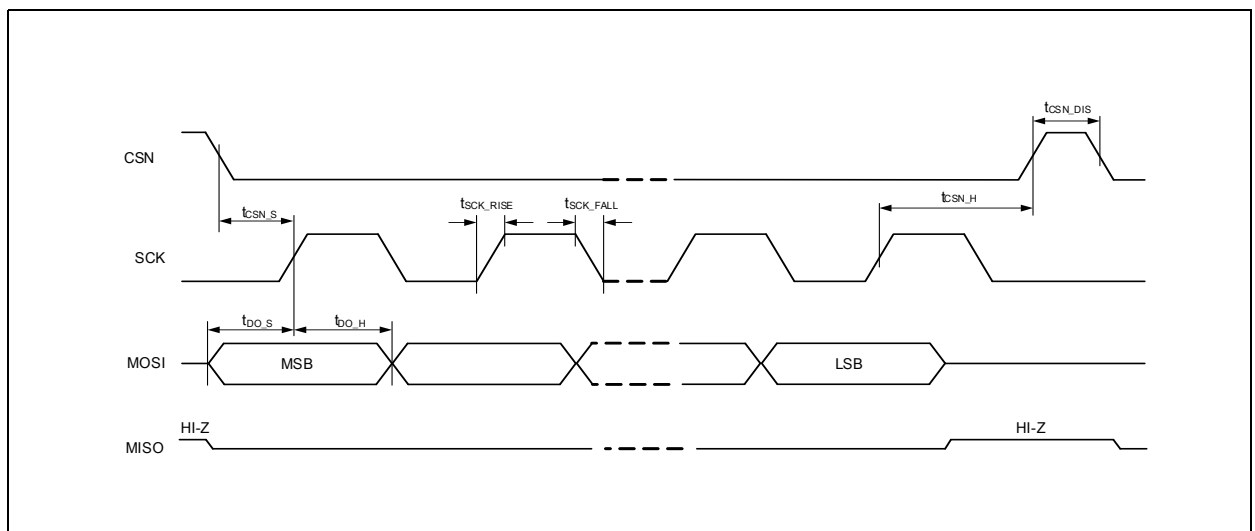 tCSN_DIS
CSN
tCSN_S
tSCK_RISE
tSCK_FALL
tCSN_H
SCK
tDO_S
tDO_H
MOSI
MSB
LSB
HI-Z
HI-Z
MISO